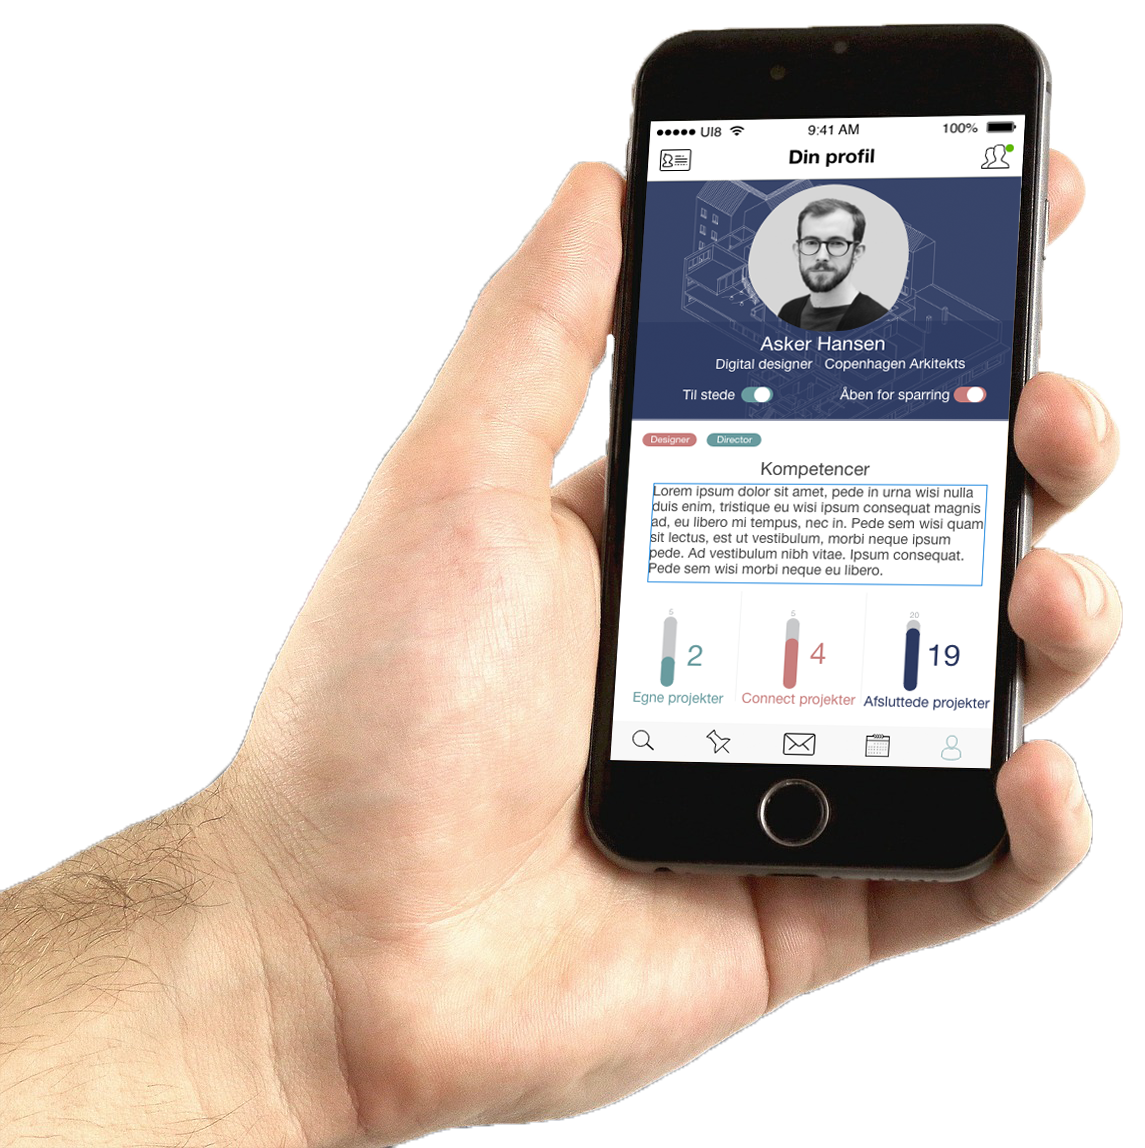 UI8 9:41 AM 100%
Din profil
Asker Hansen
Digital designer Copenhagen Arkitekts
Til stede Åben for sparring
Designer Director
Kompetencer
Lorem ipsum dolor sit amet, pede in urna wisi nulla
duis enim, tristique eu wisi ipsum consequat magnis
ad, eu libero mi tempus, nec in. Pede sem wisi quam
sit lectus, est ut vestibulum, morbi neque ipsum
pede. Ad vestibulum nibh vitae. Ipsum consequat.
Pede sem wisi morbi neque eu libero.
5 5 20
2 4 19
Egne projekter Connect projekter Afsluttede projekter